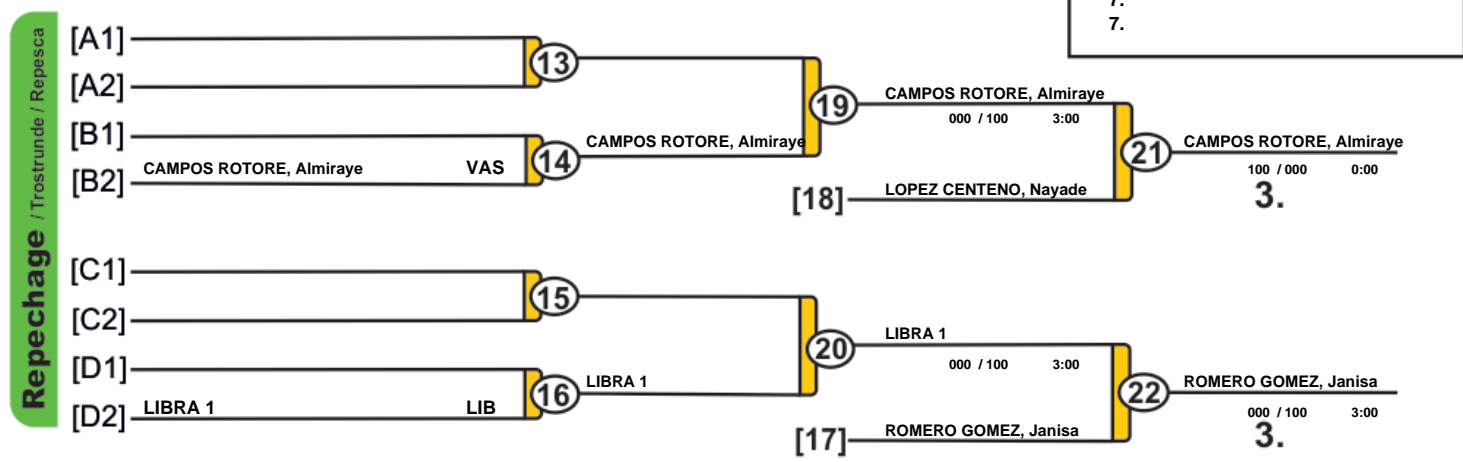 7.
7.
Repechage / Trostrunde / Repesca
[A1]
13
[A2]
19
CAMPOS ROTORE, Almiraye
000 / 100 3:00
[B1]
14
CAMPOS ROTORE, Almiraye
21
CAMPOS ROTORE, Almiraye
100 / 000 0:00
3.
[B2] CAMPOS ROTORE, Almiraye VAS
[18] LOPEZ CENTENO, Nayade
[C1]
15
[C2]
20
LIBRA 1
000 / 100 3:00
[D1]
16
LIBRA 1
22
ROMERO GOMEZ, Janisa
000 / 100 3:00
3.
[D2] LIBRA 1 LIB
[17] ROMERO GOMEZ, Janisa